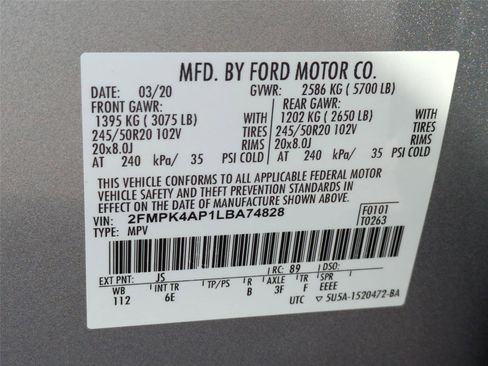 MFD. BY FORD MOTOR CO.
DATE: 03/20 GVWR: 2586 KG ( 5700 LB)
FRONT GAWR: REAR GAWR:
1395 KG ( 3075 LB) WITH 1202 KG ( 2650 LB) WITH
245/50R20 102V TIRES 245/50R20 102V TIRES
20x8.0J RIMS 20x8.0J RIMS
AT 240 kPa/ 35 PSI COLD AT 240 kPa/ 35 PSI COLD
THIS VEHICLE CONFORMS TO ALL APPLICABLE FEDERAL MOTOR
VEHICLE SAFETY AND THEFT PREVENTION STANDARDS IN
EFFECT ON THE DATE OF MANUFACTURE SHOWN ABOVE.
VIN: 2FMPK4AP1LBA74828 F0101
TYPE: MPV T0263
EXT PNT: JS RC: 89 DSO:
WB INT TR TP/PS R AXLE TR SPR
112 6E B 3F F EEEE
UTC ▽ 5U5A-1520472-BA